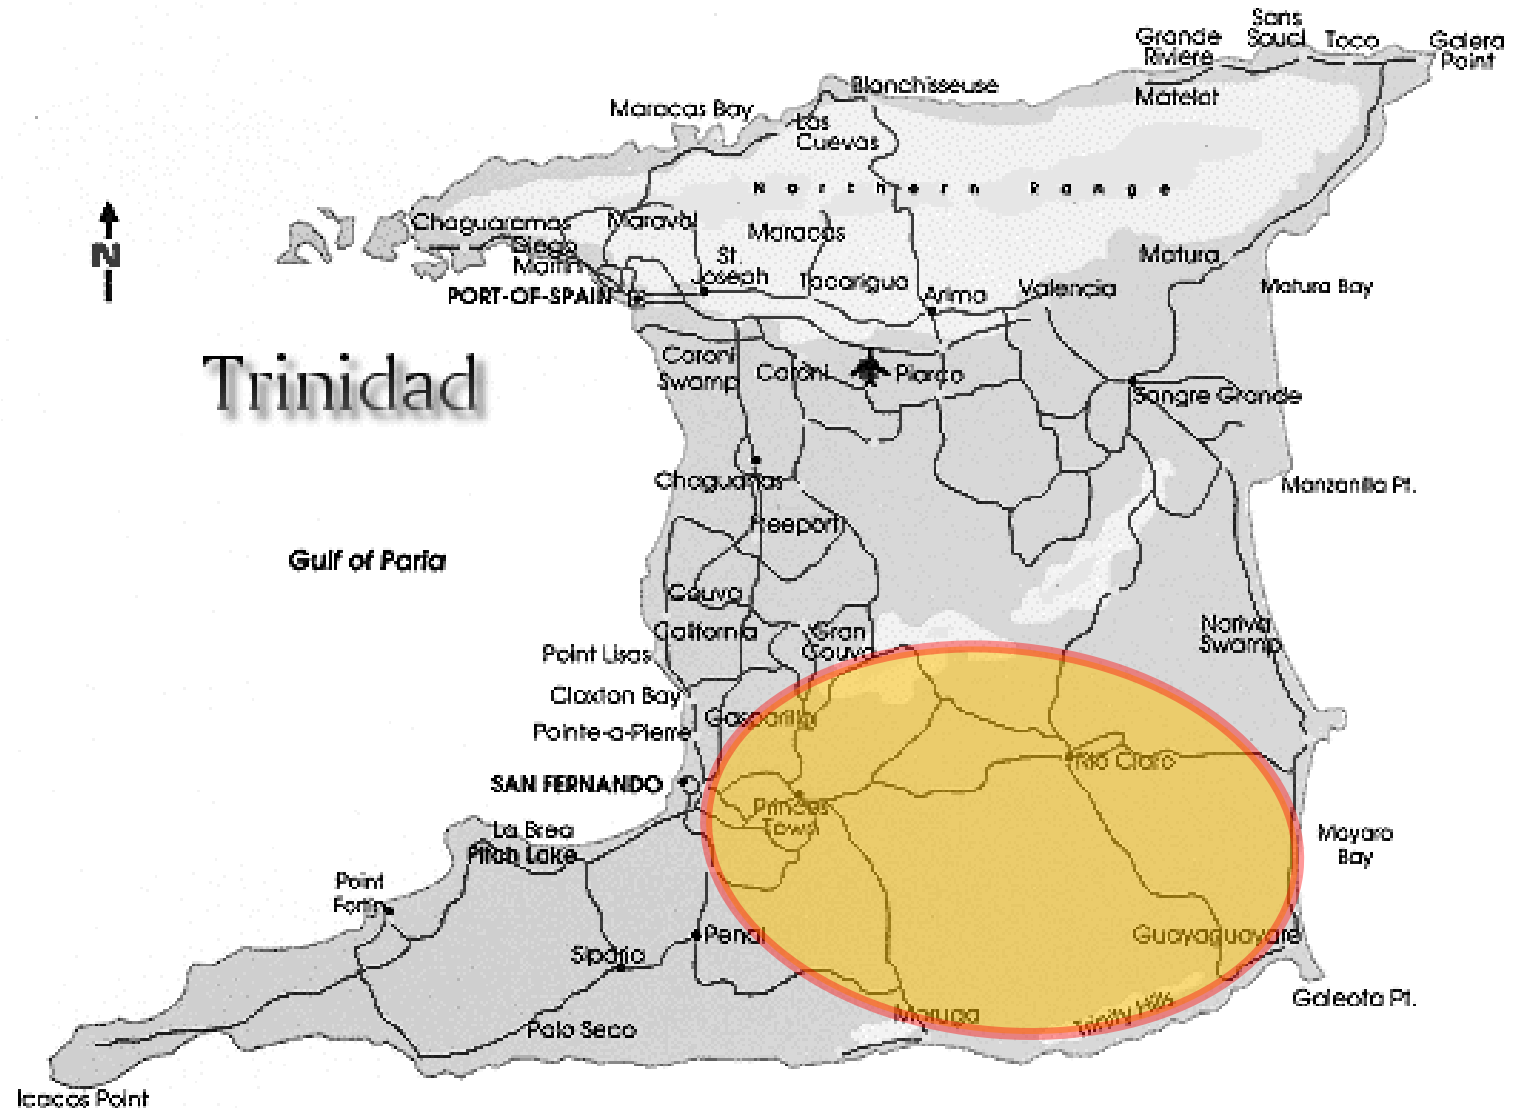 Sans
Souci
Grande
Riviere
Toco
Galera
Point
Matelot
Blanchisseuse
Maracas Bay
Las
Cuevas
Northern Range
Chaguaramas
Maraval
Maracas
Diego
Martin
St.
Joseph
Tacarigua
Arima
Valencia
Matura
Matura Bay
PORT-OF-SPAIN
N
Trinidad
Caroni
Swamp
Caroni
Piarco
Sangre Grande
Chaguanas
Manzanilla Pt.
Freeport
Gulf of Paria
Couva
California
Gran
Couva
Nariva
Swamp
Point Lisas
Claxton Bay
Gasparillo
Pointe-a-Pierre
Rio Claro
SAN FERNANDO
Princes
Town
La Brea
Pitch Lake
Mayaro
Bay
Point
Fortin
Penal
Guayaguayare
Siparia
Galeota Pt.
Moruga
Trinity Hills
Palo Seco
Icacos Point